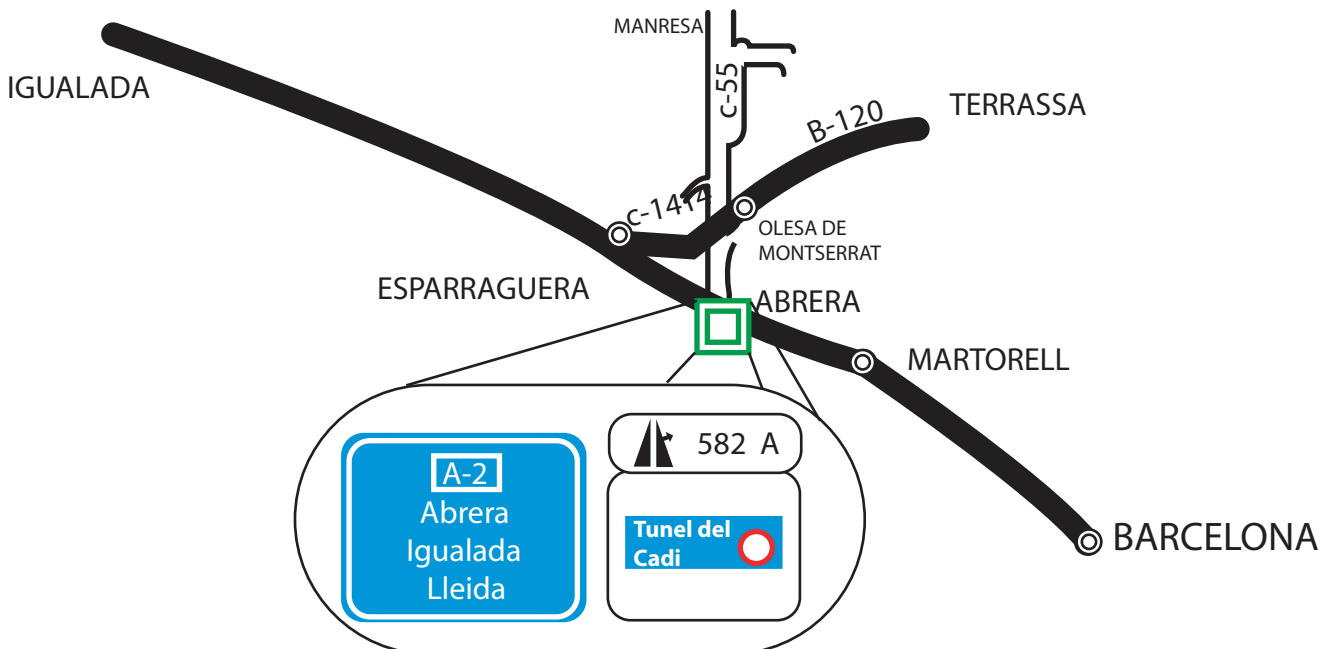 MANRESA
IGUALADA
c-55
B-120
TERRASSA
c-1414
OLESA DE
MONTSERRAT
ESPARRAGUERA
ABRERA
MARTORELL
582 A
A-2
Abrera
Igualada
Lleida
Tunel del
Cadi
BARCELONA